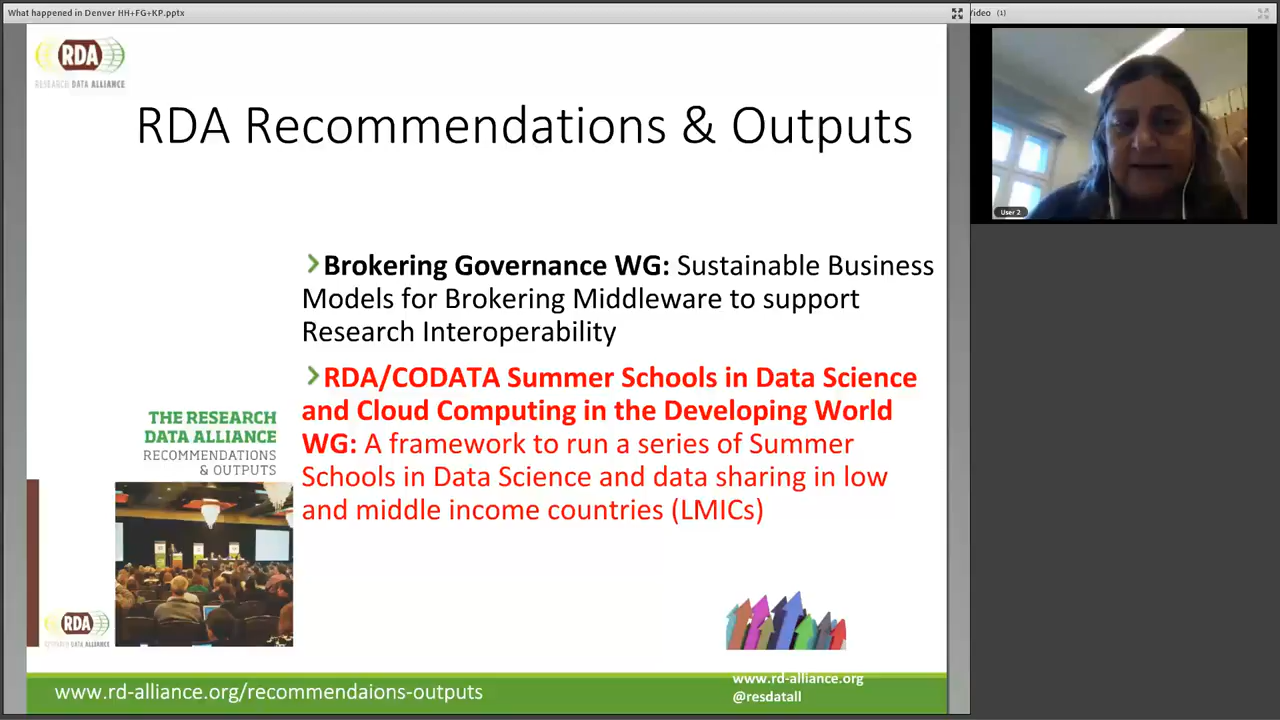 What happened in Denver HH+FG+KP.pptx
Video (1)
RDA
RESEARCH DATA ALLIANCE
RDA Recommendations & Outputs
Brokering Governance WG: Sustainable Business
Models for Brokering Middleware to support
Research Interoperability
RDA/CODATA Summer Schools in Data Science
and Cloud Computing in the Developing World
WG: A framework to run a series of Summer
Schools in Data Science and data sharing in low
and middle income countries (LMICs)
THE RESEARCH
DATA ALLIANCE
RECOMMENDATIONS
& OUTPUTS
RDA
RESEARCH DATA ALLIANCE
www.rd-alliance.org/recommendaions-outputs
www.rd-alliance.org
@resdatall
User 2